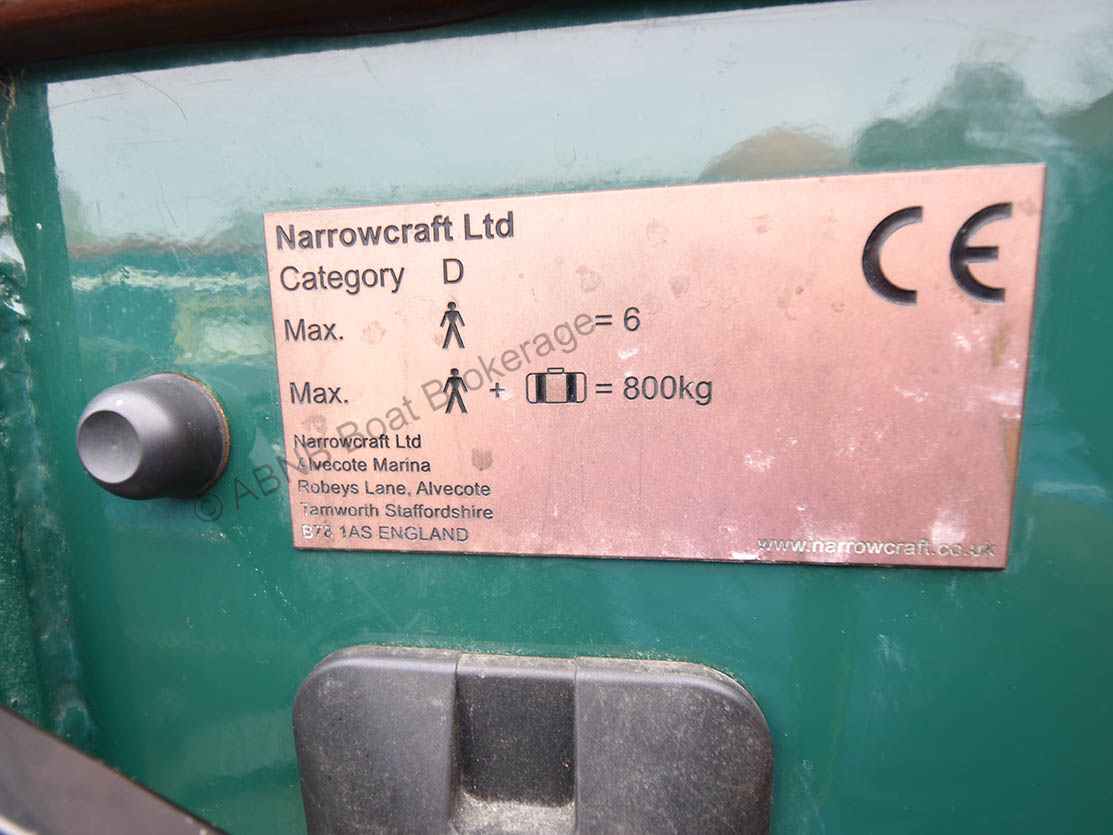 Narrowcraft Ltd
CE
Category D
Max. = 6
Max. + = 800kg
Narrowcraft Ltd
Alvecote Marina
Robeys Lane, Alvecote
Tamworth Staffordshire
B78 1AS ENGLAND
www.narrowcraft.co.uk
© ABNB Boat Brokerage